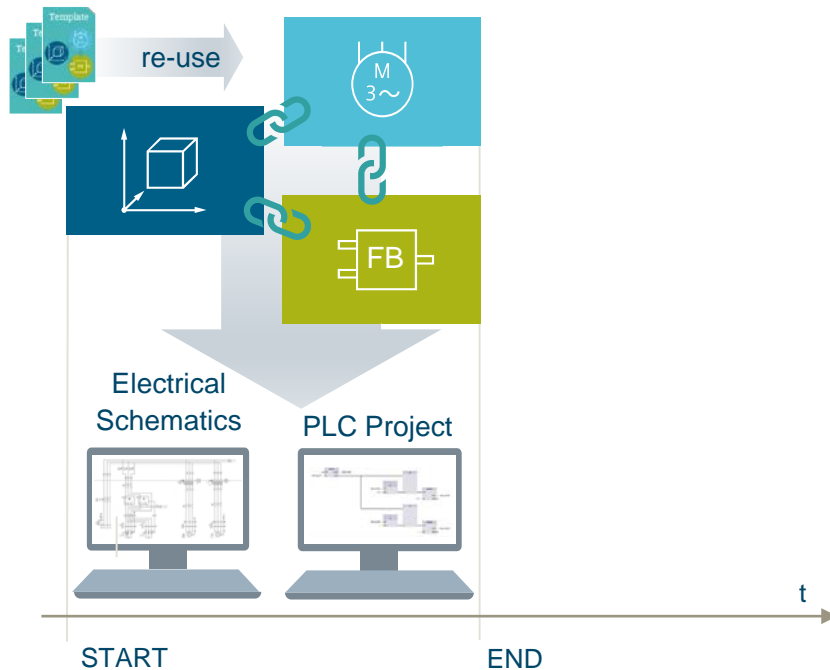 Template
re-use
M
3~
FB
Electrical
Schematics
PLC Project
t
START
END